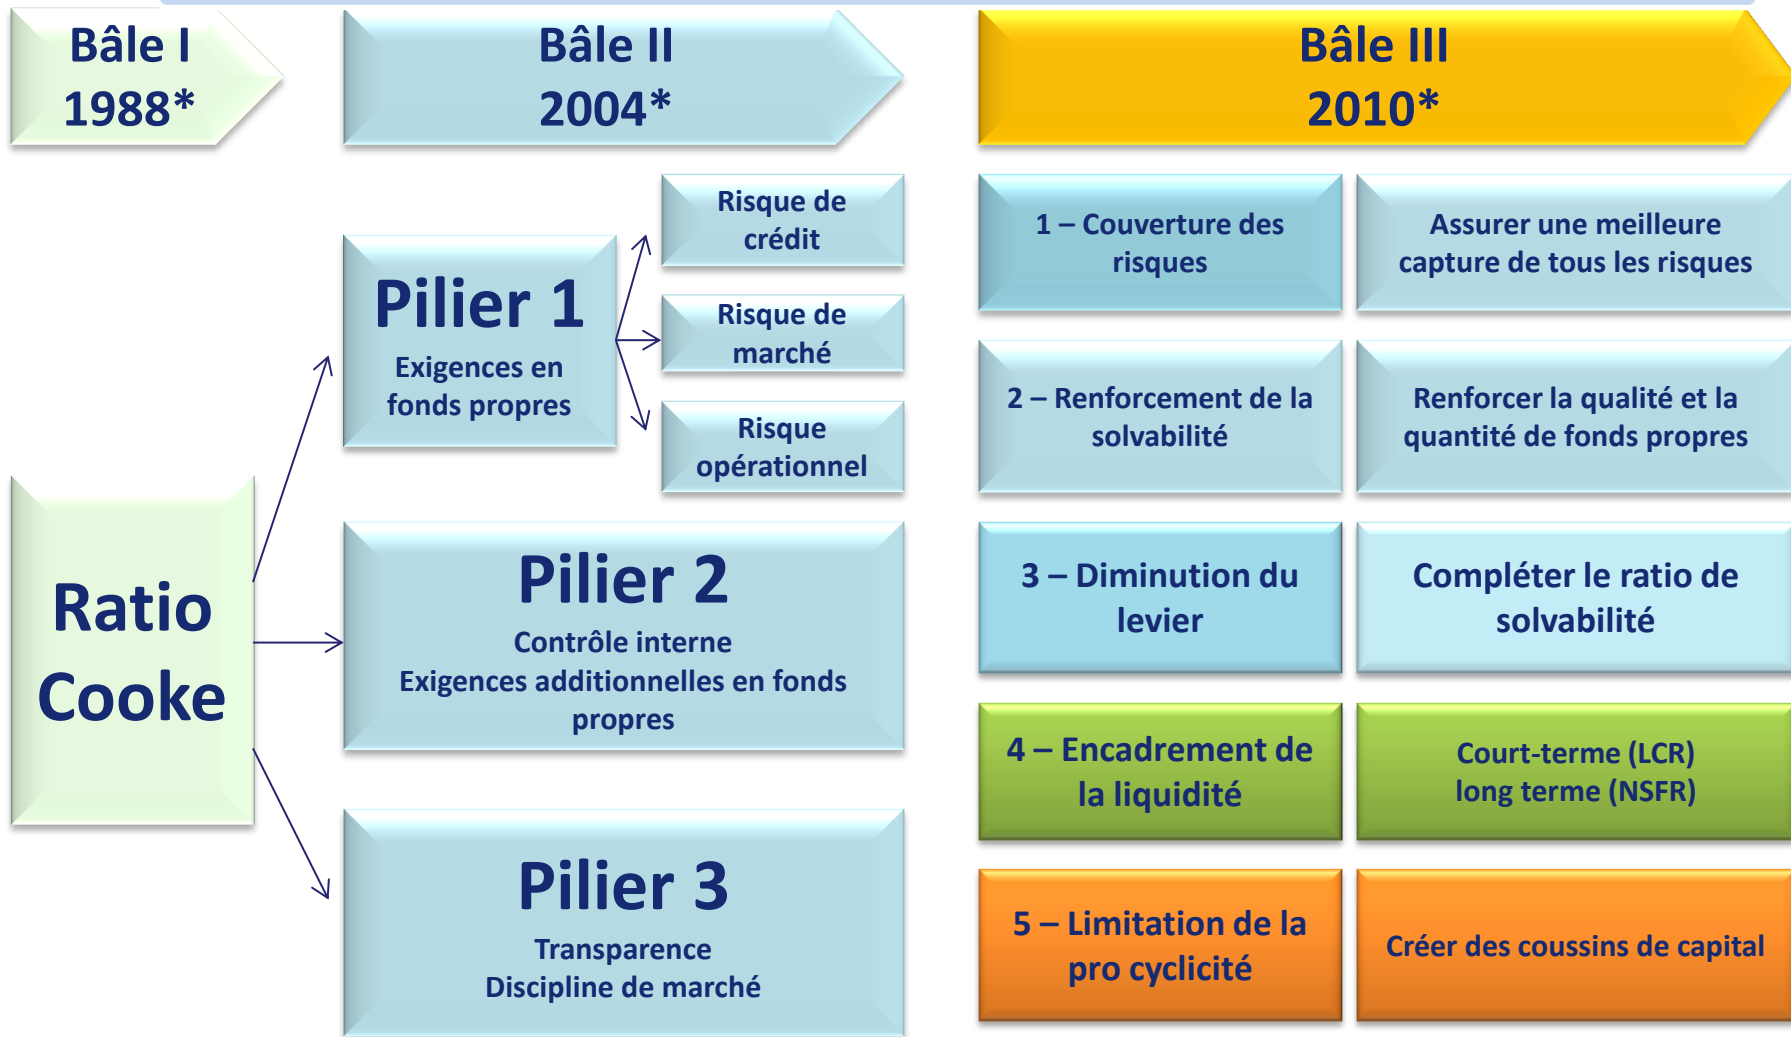 Bâle I
1988*
Bâle II
2004*
Bâle III
2010*
Ratio
Cooke
Pilier 1
Exigences en
fonds propres
Risque de
crédit
Risque de
marché
Risque
opérationnel
Pilier 2
Contrôle interne
Exigences additionnelles en fonds
propres
Pilier 3
Transparence
Discipline de marché
1 – Couverture des
risques
Assurer une meilleure
capture de tous les risques
2 – Renforcement de la
solvabilité
Renforcer la qualité et la
quantité de fonds propres
3 – Diminution du
levier
Compléter le ratio de
solvabilité
4 – Encadrement de
la liquidité
Court-terme (LCR)
long terme (NSFR)
5 – Limitation de la
pro cyclicité
Créer des coussins de capital